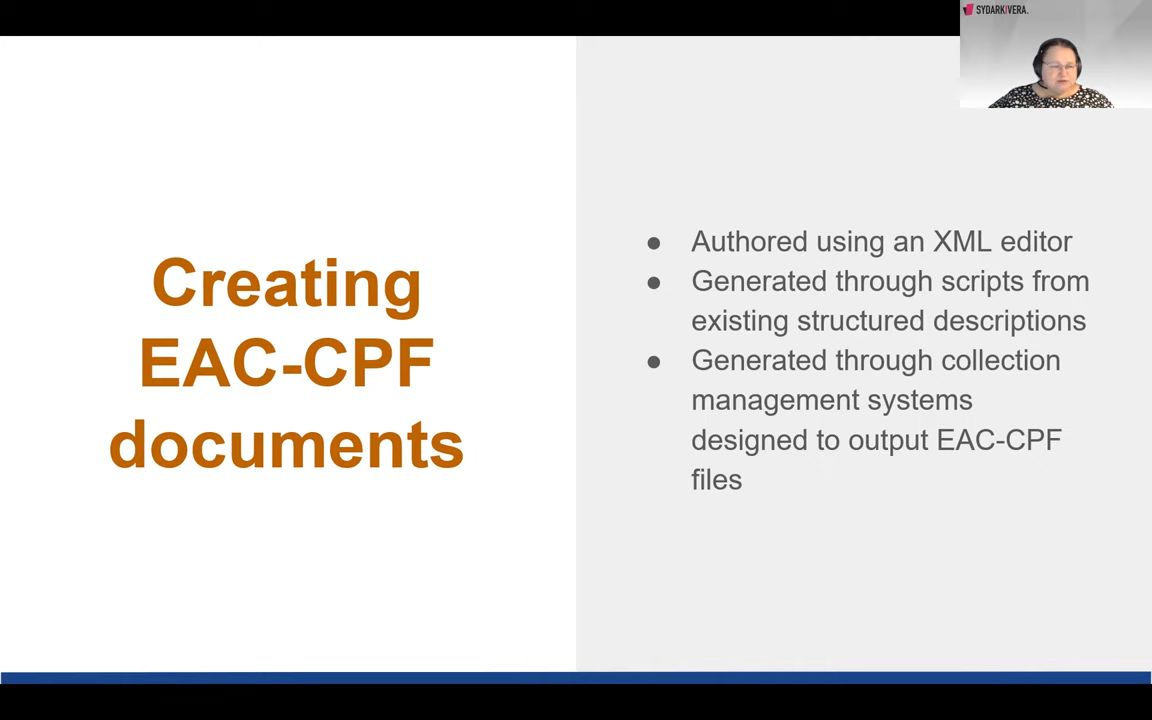 SYDARKIVERA.
Creating
EAC-CPF
documents
● Authored using an XML editor
● Generated through scripts from
existing structured descriptions
● Generated through collection
management systems
designed to output EAC-CPF
files